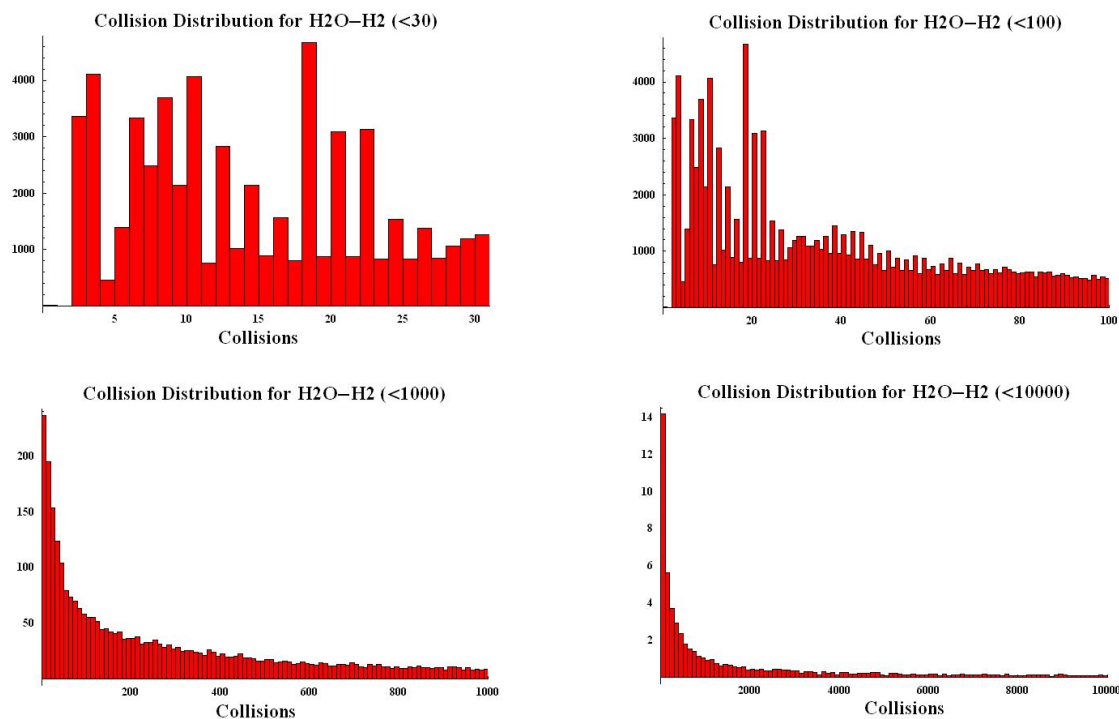 Collision Distribution for H2O−H2 (<30)
4000
3000
2000
1000
5 10 15 20 25 30
Collisions
Collision Distribution for H2O−H2 (<100)
4000
3000
2000
1000
20 40 60 80 100
Collisions
Collision Distribution for H2O−H2 (<1000)
200
150
100
50
200 400 600 800 1000
Collisions
Collision Distribution for H2O−H2 (<10000)
14
12
10
8
6
4
2
2000 4000 6000 8000 10000
Collisions